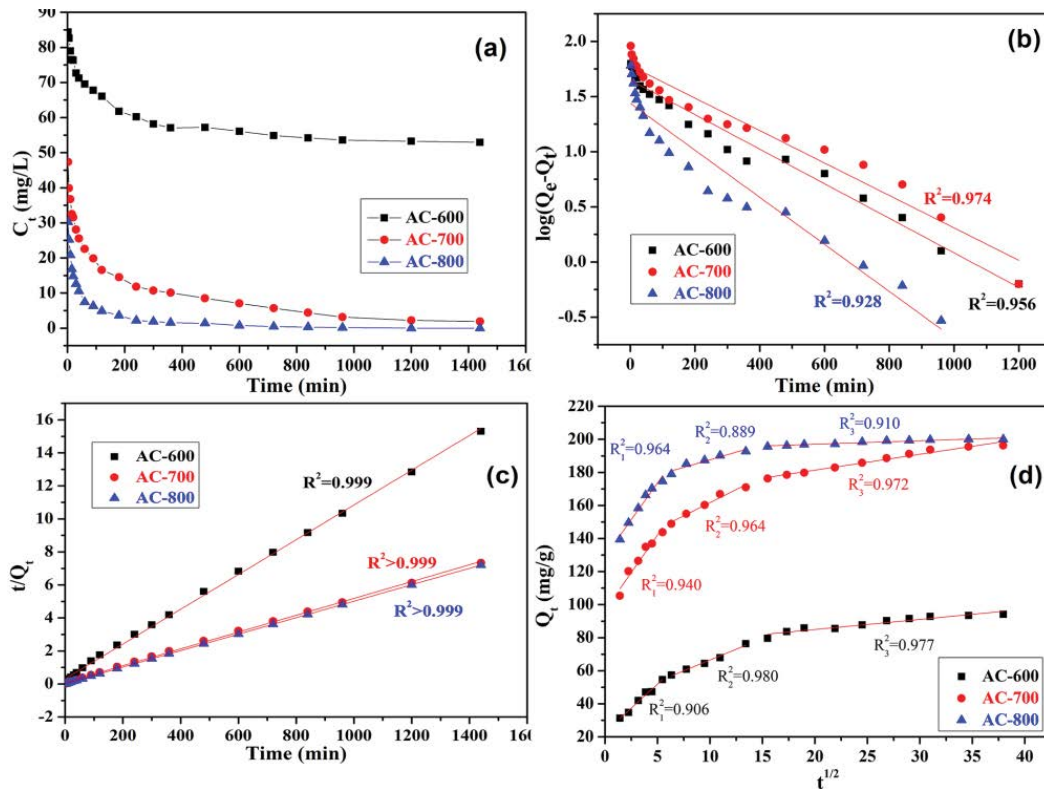 (a)
90
80
70
60
50
40
30
20
10
0
C_t (mg/L)
AC-600
AC-700
AC-800
0 200 400 600 800 1000 1200 1400
Time (min)
(b)
2.0
1.5
1.0
0.5
0.0
-0.5
log(Q_e-Q_t)
R²=0.974
AC-600
AC-700
AC-800
R²=0.928
R²=0.956
0 200 400 600 800 1000 1200
Time (min)
(c)
16
14
12
10
8
6
4
2
0
-2
t/Q_t
AC-600
AC-700
AC-800
R²=0.999
R²>0.999
R²>0.999
0 200 400 600 800 1000 1200 1400 160
Time (min)
(d)
220
200
180
160
140
120
100
80
60
40
20
Q_t (mg/g)
R₁²=0.964
R₂²=0.889
R₃²=0.910
R₁²=0.940
R₂²=0.964
R₃²=0.972
R₁²=0.906
R₂²=0.980
R₃²=0.977
AC-600
AC-700
AC-800
0 5 10 15 20 25 30 35 40
t^1/2